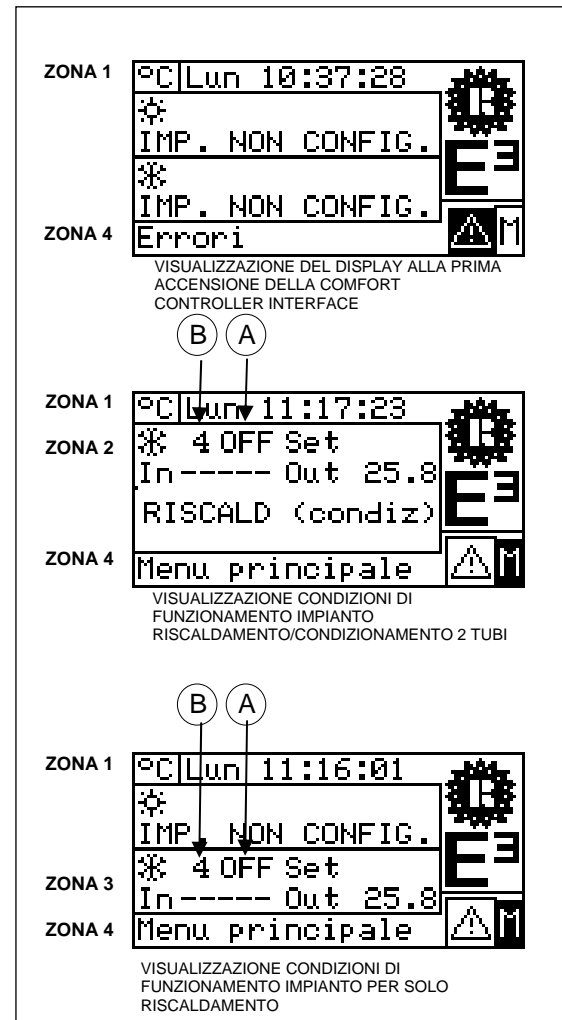 ZONA 1
°C Lun 10:37:28
IMP. NON CONFIG.
IMP. NON CONFIG.
E3
ZONA 4
Errori
M
VISUALIZZAZIONE DEL DISPLAY ALLA PRIMA
ACCENSIONE DELLA COMFORT
CONTROLLER INTERFACE
B A
ZONA 1
°C Lun 11:17:23
ZONA 2
4 OFF Set
In ----- Out 25.8
RISCALD (condiz)
E3
ZONA 4
Menu principale
M
VISUALIZZAZIONE CONDIZIONI DI
FUNZIONAMENTO IMPIANTO
RISCALDAMENTO/CONDIZIONAMENTO 2 TUBI
B A
ZONA 1
°C Lun 11:16:01
IMP. NON CONFIG.
E3
4 OFF Set
ZONA 3
In ----- Out 25.8
ZONA 4
Menu principale
M
VISUALIZZAZIONE CONDIZIONI DI
FUNZIONAMENTO IMPIANTO PER SOLO
RISCALDAMENTO